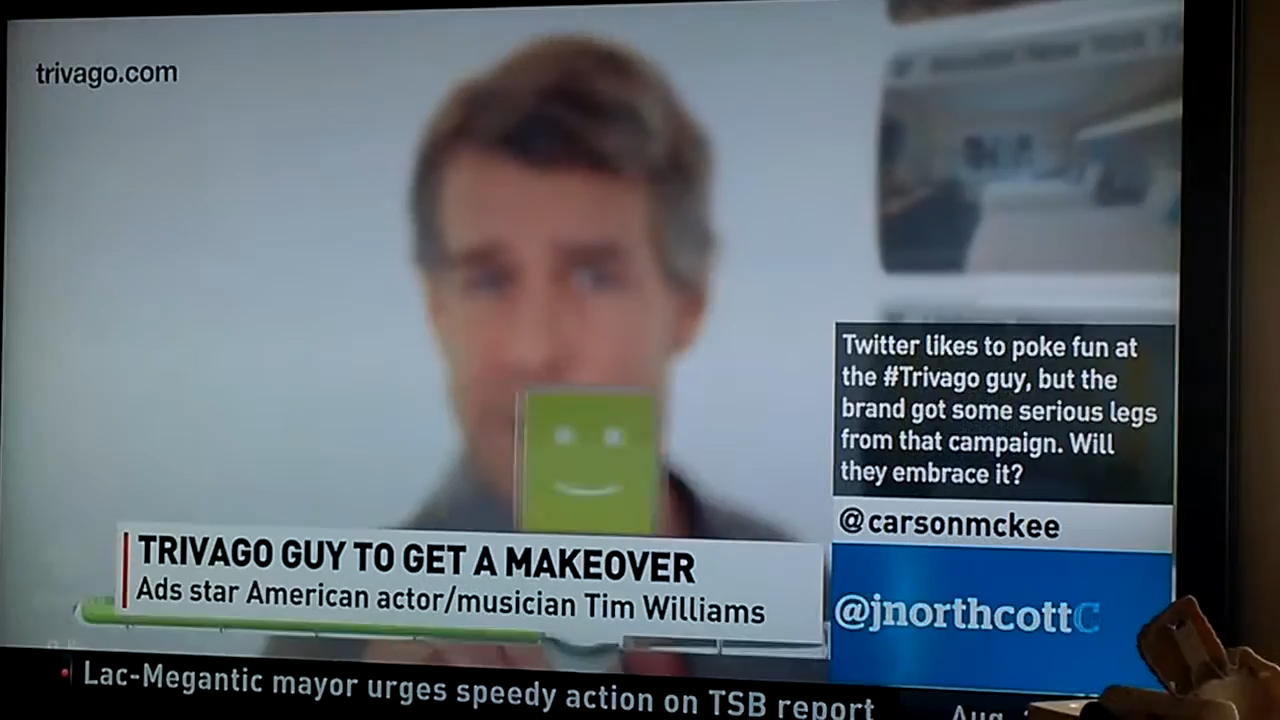 trivago.com
Twitter likes to poke fun at
the #Trivago guy, but the
brand got some serious legs
from that campaign. Will
they embrace it?
@carsonmckee
@jnorthcottC
TRIVAGO GUY TO GET A MAKEOVER
Ads star American actor/musician Tim Williams
Lac-Megantic mayor urges speedy action on TSB report
Aug